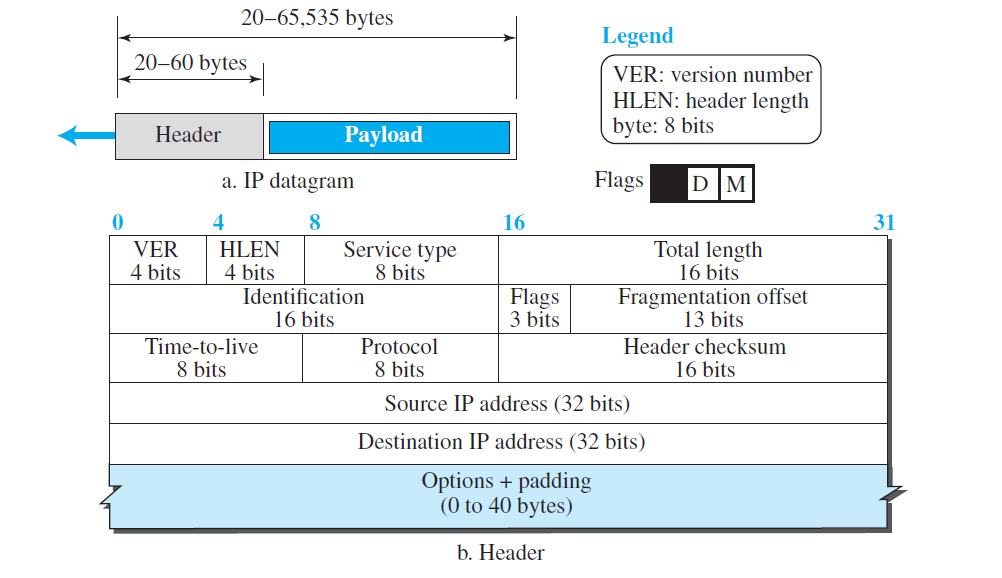 20–65,535 bytes
20–60 bytes
Header
Payload
a. IP datagram
Legend
VER: version number
HLEN: header length
byte: 8 bits
Flags
D
M
0
4
8
16
31
VER
4 bits
HLEN
4 bits
Service type
8 bits
Total length
16 bits
Identification
16 bits
Flags
3 bits
Fragmentation offset
13 bits
Time-to-live
8 bits
Protocol
8 bits
Header checksum
16 bits
Source IP address (32 bits)
Destination IP address (32 bits)
Options + padding
(0 to 40 bytes)
b. Header